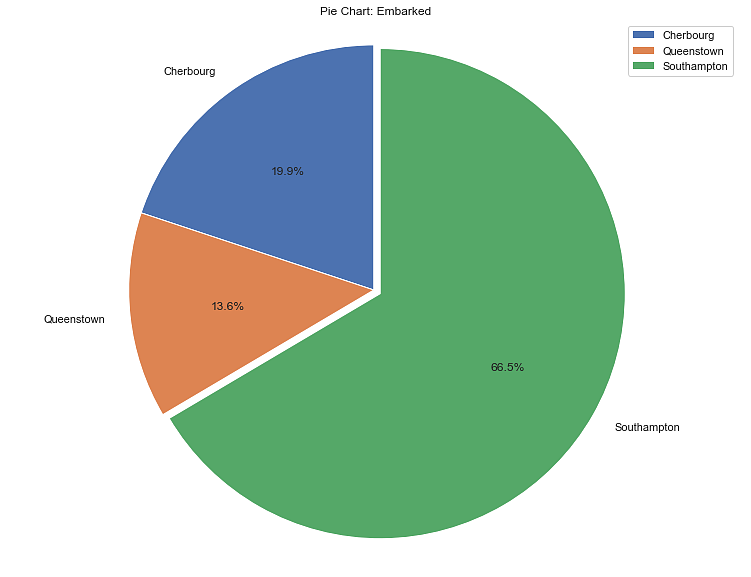 Pie Chart: Embarked
Cherbourg
Queenstown
Southampton
Cherbourg
19.9%
13.6%
Queenstown
66.5%
Southampton